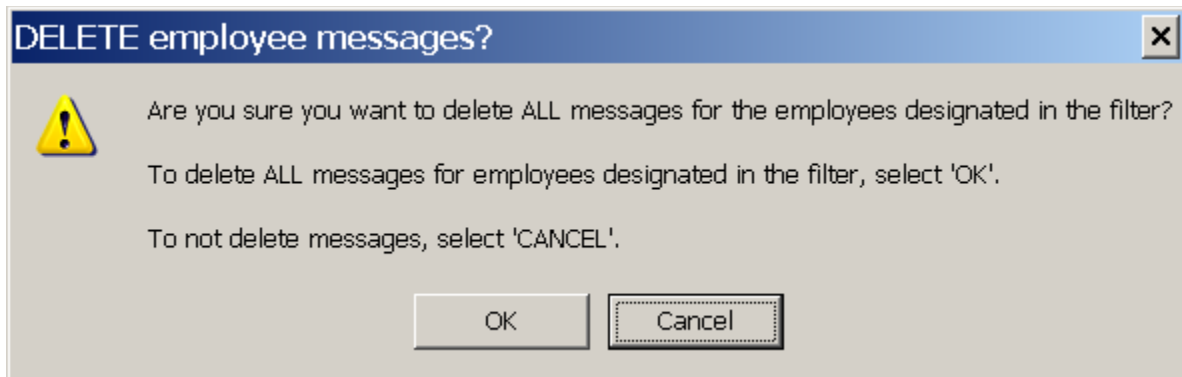 DELETE employee messages?
Are you sure you want to delete ALL messages for the employees designated in the filter?
To delete ALL messages for employees designated in the filter, select 'OK'.
To not delete messages, select 'CANCEL'.
OK
Cancel